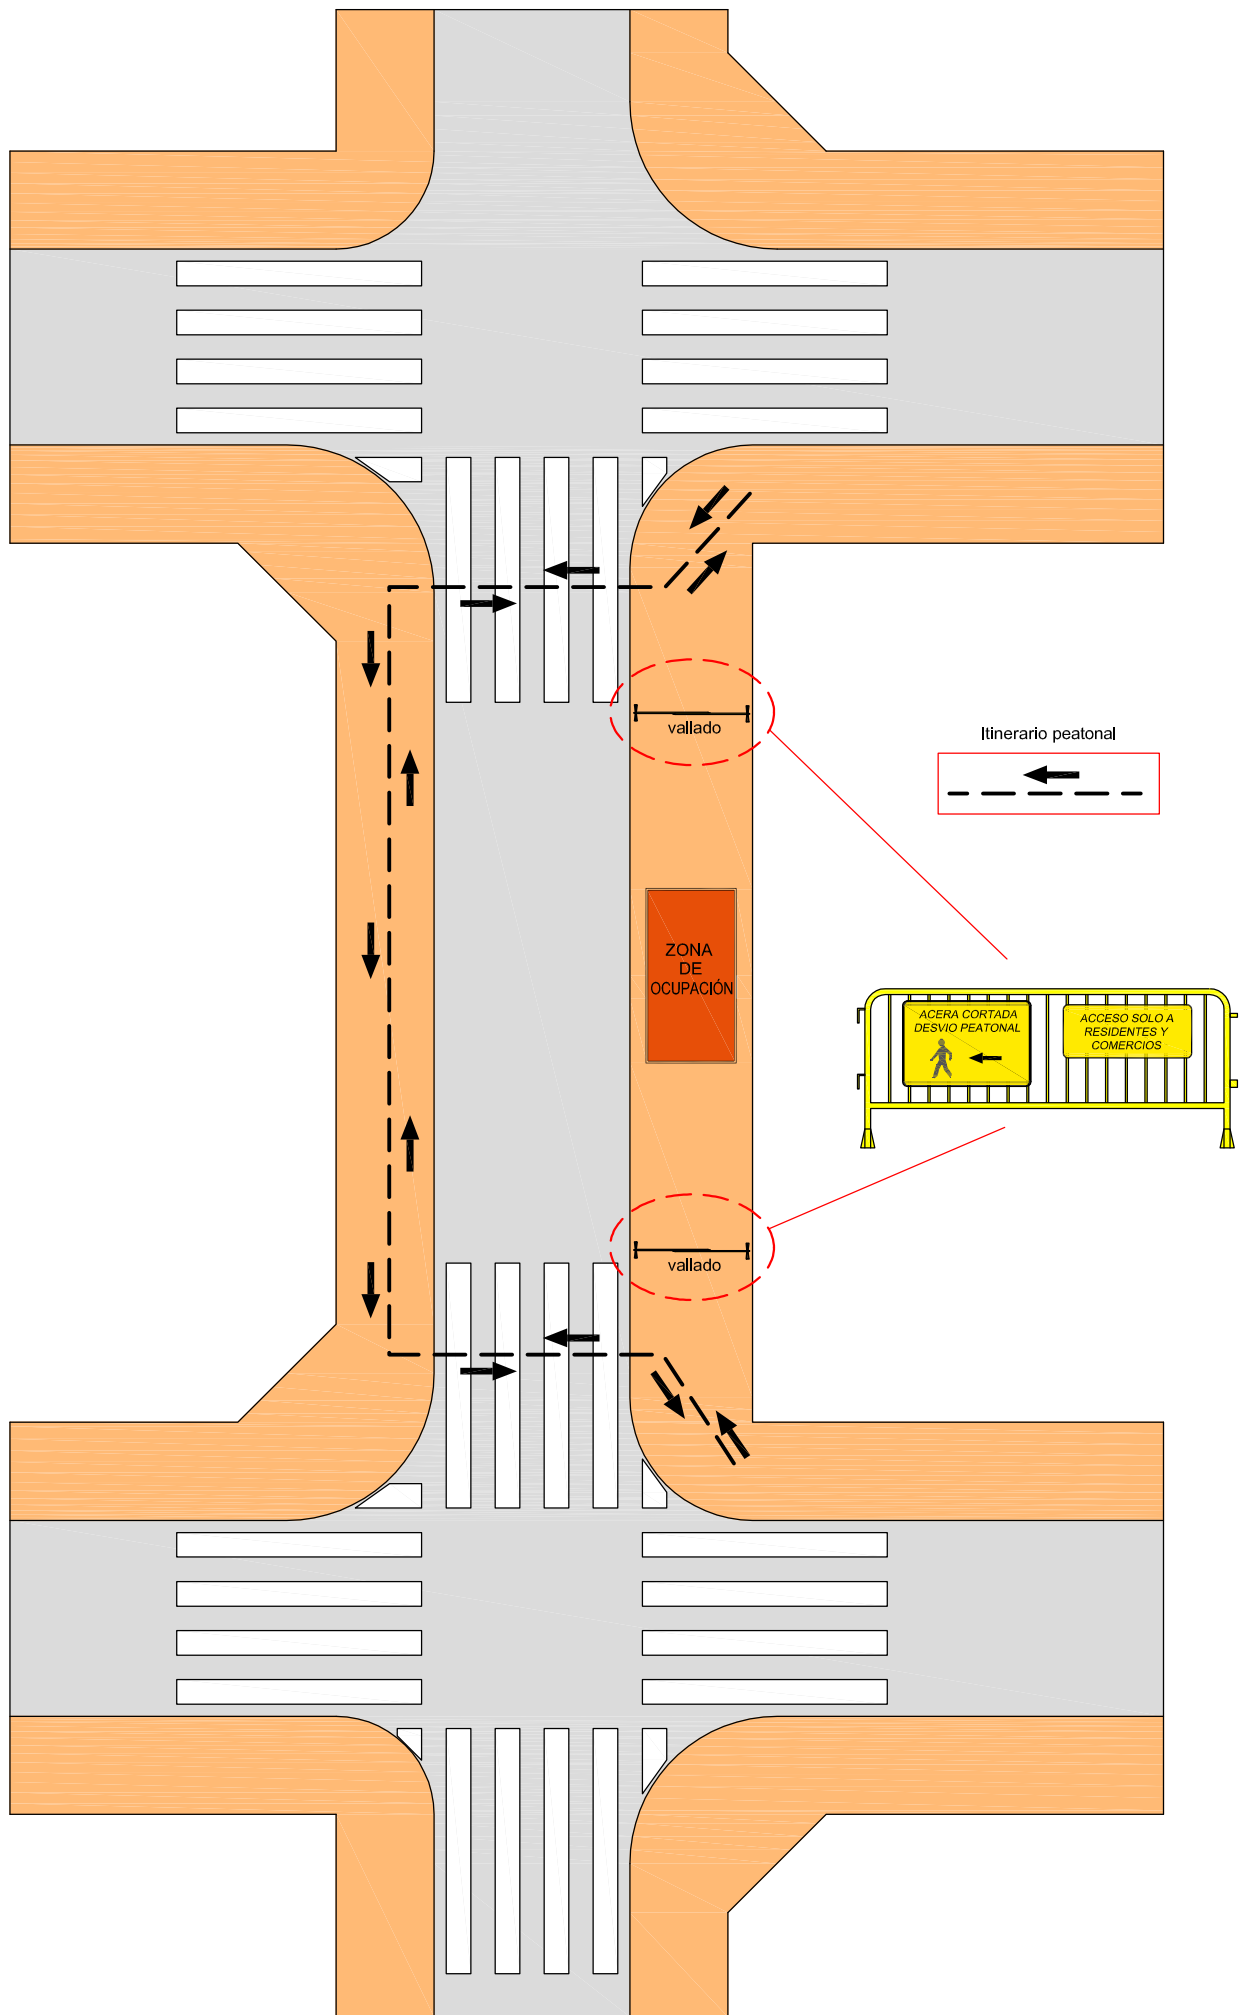 vallado
Itinerario peatonal
ZONA
DE
OCUPACIÓN
ACERA CORTADA
DESVIO PEATONAL
ACCESO SOLO A
RESIDENTES Y
COMERCIOS
vallado